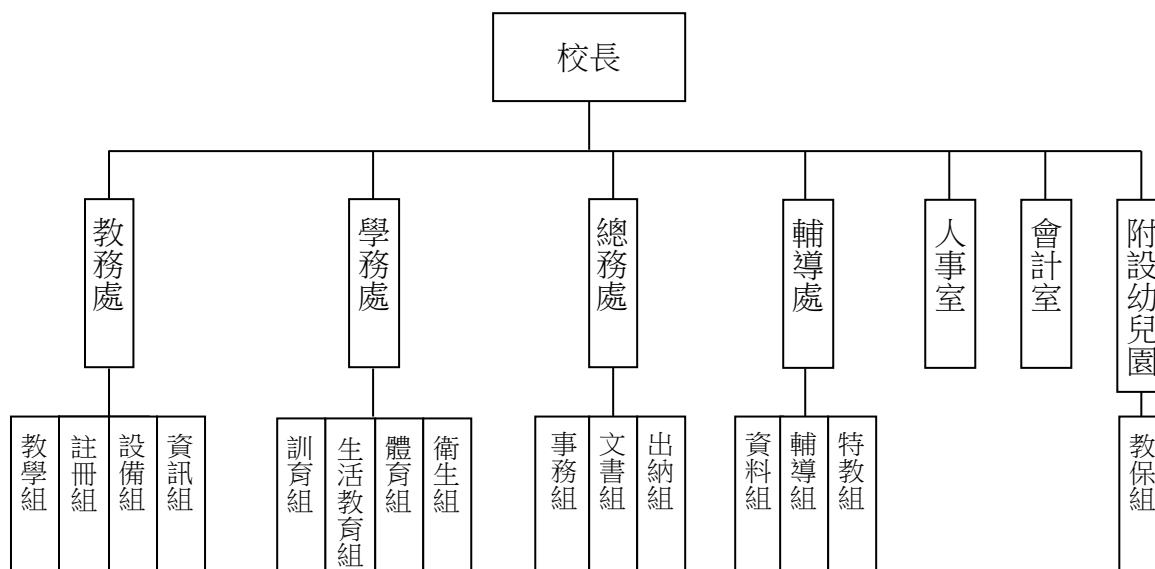 校長
教務處
學務處
總務處
輔導處
人事室
會計室
附設幼兒園
教學組
註冊組
設備組
資訊組
訓育組
生活教育組
體育組
衛生組
事務組
文書組
出納組
資料組
輔導組
特教組
教保組